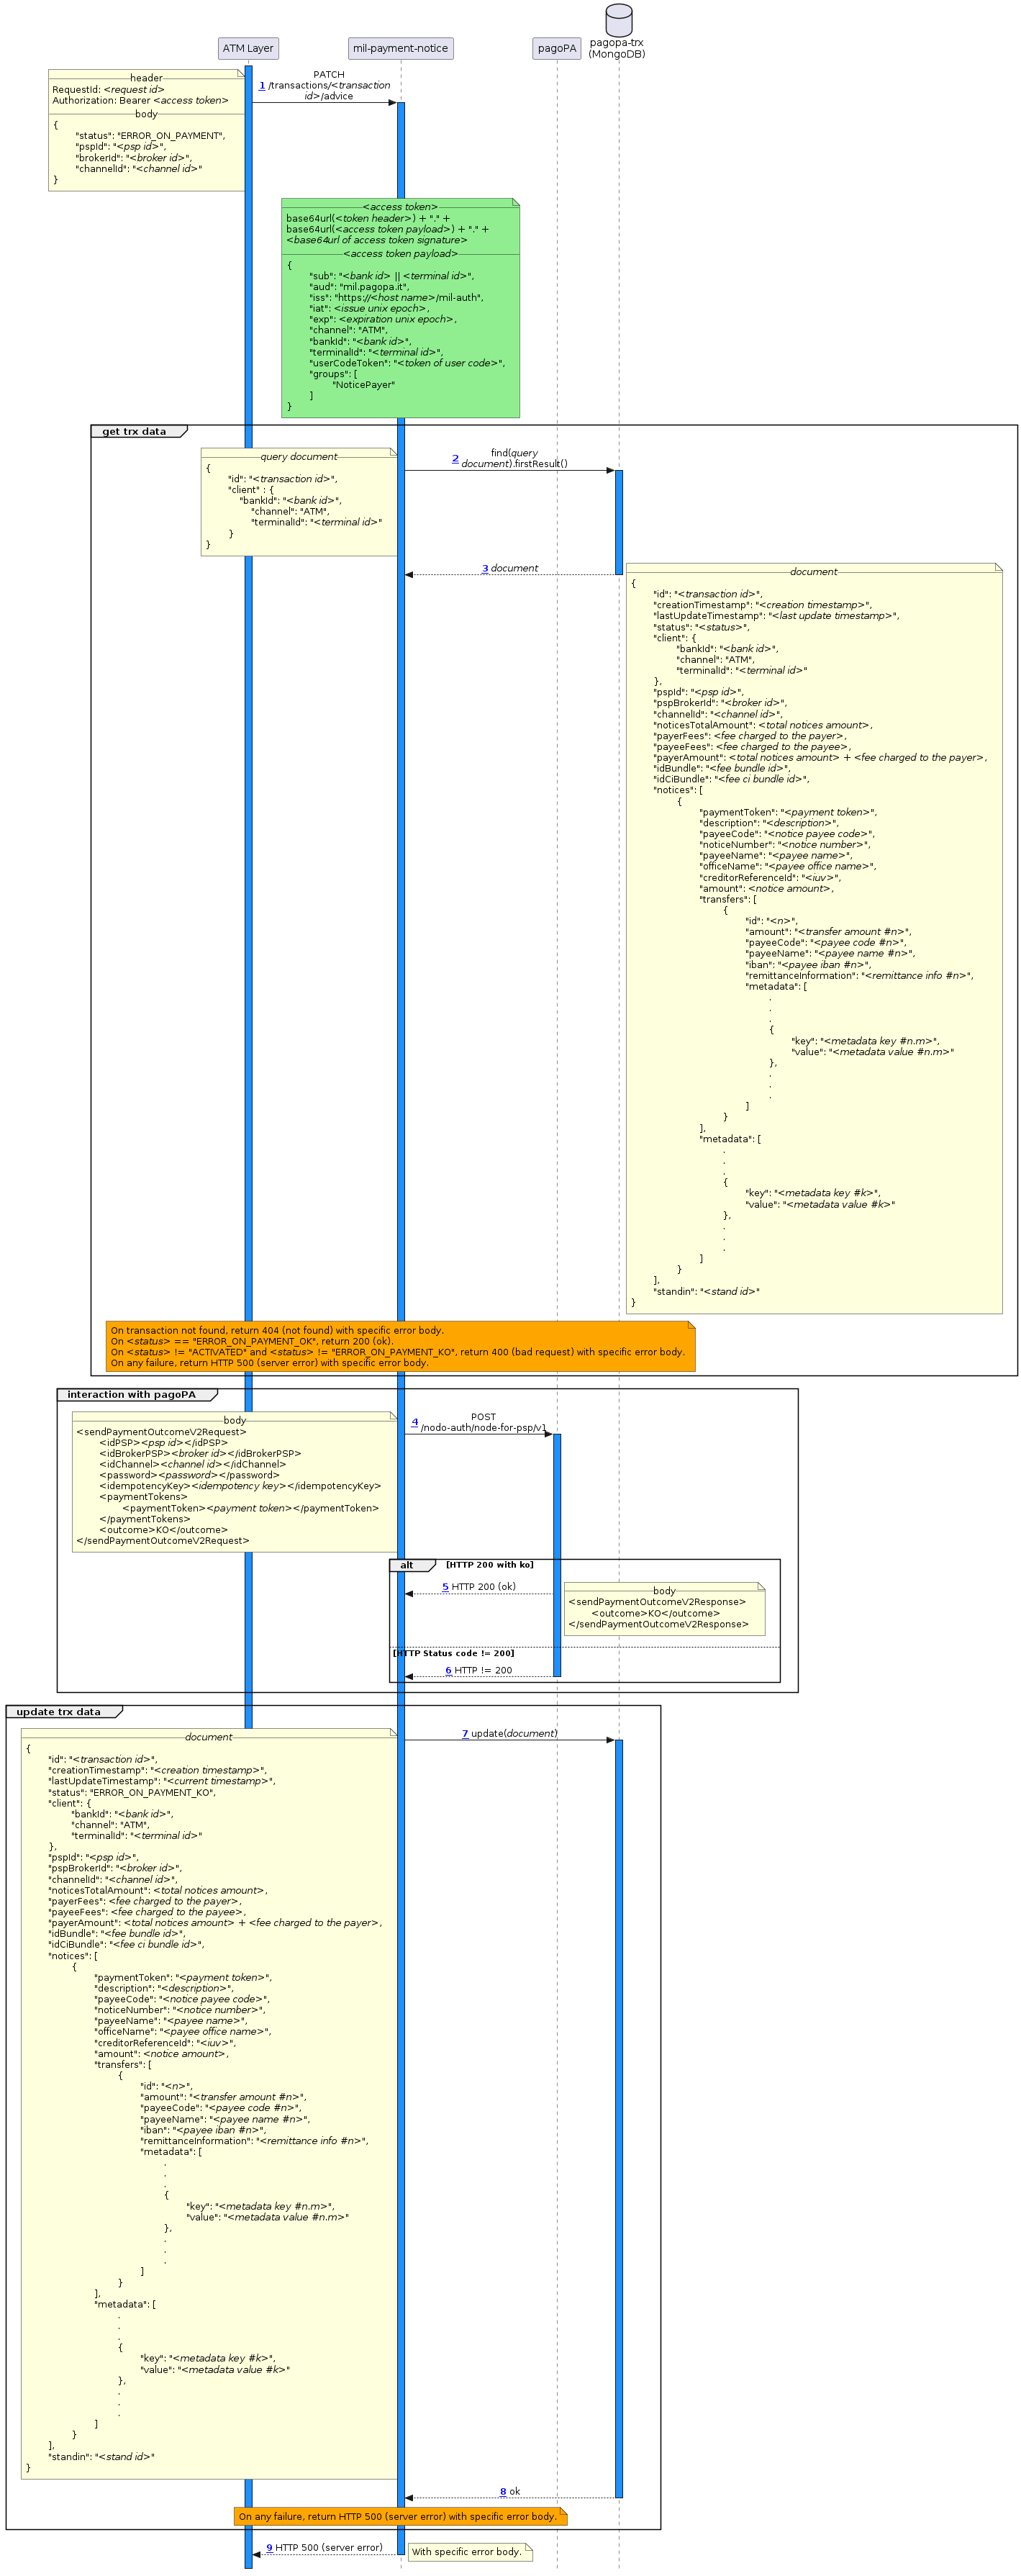 ATM Layer
mil-payment-notice
pagoPA
pagopa-trx
(MongoDB)
header
RequestId: <request id>
Authorization: Bearer <access token>
body
{
"status": "ERROR_ON_PAYMENT",
"pspId": "<psp id>",
"brokerId": "<broker id>",
"channelId": "<channel id>"
}
PATCH
1 /transactions/<transaction
id>/advice
<access token>
base64url(<token header>) + "." +
base64url(<access token payload>) + "." +
<base64url of access token signature>
<access token payload>
{
"sub": "<bank id> || <terminal id>",
"aud": "mil.pagopa.it",
"iss": "https://<host name>/mil-auth",
"iat": <issue unix epoch>,
"exp": <expiration unix epoch>,
"channel": "ATM",
"bankId": "<bank id>",
"terminalId": "<terminal id>",
"userCodeToken": "<token of user code>",
"groups": [
"NoticePayer"
]
}
get trx data
query document
{
"id": "<transaction id>",
"client" : {
"bankId": "<bank id>",
"channel": "ATM",
"terminalId": "<terminal id>"
}
}
find(query
2 document).firstResult()
3 document
document
{
"id": "<transaction id>",
"creationTimestamp": "<creation timestamp>",
"lastUpdateTimestamp": "<last update timestamp>",
"status": "<status>",
"client": {
"bankId": "<bank id>",
"channel": "ATM",
"terminalId": "<terminal id>"
},
"pspId": "<psp id>",
"pspBrokerId": "<broker id>",
"channelId": "<channel id>",
"noticesTotalAmount": <total notices amount>,
"payerFees": <fee charged to the payer>,
"payeeFees": <fee charged to the payee>,
"payerAmount": <total notices amount> + <fee charged to the payer>,
"idBundle": "<fee bundle id>",
"idCiBundle": "<fee ci bundle id>",
"notices": [
{
"paymentToken": "<payment token>",
"description": "<description>",
"payeeCode": "<notice payee code>",
"noticeNumber": "<notice number>",
"payeeName": "<payee name>",
"officeName": "<payee office name>",
"creditorReferenceId": "<iuv>",
"amount": <notice amount>,
"transfers": [
{
"id": "<n>",
"amount": "<transfer amount #n>",
"payeeCode": "<payee code #n>",
"payeeName": "<payee name #n>",
"iban": "<payee iban #n>",
"remittanceInformation": "<remittance info #n>",
"metadata": [
.
.
.
{
"key": "<metadata key #n.m>",
"value": "<metadata value #n.m>"
},
.
.
.
]
}
],
"metadata": [
.
.
.
{
"key": "<metadata key #k>",
"value": "<metadata value #k>"
},
.
.
.
]
}
],
"standin": "<stand id>"
}
On transaction not found, return 404 (not found) with specific error body.
On <status> == "ERROR_ON_PAYMENT_OK", return 200 (ok).
On <status> != "ACTIVATED" and <status> != "ERROR_ON_PAYMENT_KO", return 400 (bad request) with specific error body.
On any failure, return HTTP 500 (server error) with specific error body.
interaction with pagoPA
body
<sendPaymentOutcomeV2Request>
<idPSP><psp id></idPSP>
<idBrokerPSP><broker id></idBrokerPSP>
<idChannel><channel id></idChannel>
<password><password></password>
<idempotencyKey><idempotency key></idempotencyKey>
<paymentTokens>
<paymentToken><payment token></paymentToken>
</paymentTokens>
<outcome>KO</outcome>
</sendPaymentOutcomeV2Request>
POST
4 /nodo-auth/node-for-psp/v1
alt [HTTP 200 with ko]
5 HTTP 200 (ok)
body
<sendPaymentOutcomeV2Response>
<outcome>KO</outcome>
</sendPaymentOutcomeV2Response>
[HTTP Status code != 200]
6 HTTP != 200
update trx data
document
{
"id": "<transaction id>",
"creationTimestamp": "<creation timestamp>",
"lastUpdateTimestamp": "<current timestamp>",
"status": "ERROR_ON_PAYMENT_KO",
"client": {
"bankId": "<bank id>",
"channel": "ATM",
"terminalId": "<terminal id>"
},
"pspId": "<psp id>",
"pspBrokerId": "<broker id>",
"channelId": "<channel id>",
"noticesTotalAmount": <total notices amount>,
"payerFees": <fee charged to the payer>,
"payeeFees": <fee charged to the payee>,
"payerAmount": <total notices amount> + <fee charged to the payer>,
"idBundle": "<fee bundle id>",
"idCiBundle": "<fee ci bundle id>",
"notices": [
{
"paymentToken": "<payment token>",
"description": "<description>",
"payeeCode": "<notice payee code>",
"noticeNumber": "<notice number>",
"payeeName": "<payee name>",
"officeName": "<payee office name>",
"creditorReferenceId": "<iuv>",
"amount": <notice amount>,
"transfers": [
{
"id": "<n>",
"amount": "<transfer amount #n>",
"payeeCode": "<payee code #n>",
"payeeName": "<payee name #n>",
"iban": "<payee iban #n>",
"remittanceInformation": "<remittance info #n>",
"metadata": [
.
.
.
{
"key": "<metadata key #n.m>",
"value": "<metadata value #n.m>"
},
.
.
.
]
}
],
"metadata": [
.
.
.
{
"key": "<metadata key #k>",
"value": "<metadata value #k>"
},
.
.
.
]
}
],
"standin": "<stand id>"
}
7 update(document)
8 ok
On any failure, return HTTP 500 (server error) with specific error body.
9 HTTP 500 (server error)
With specific error body.